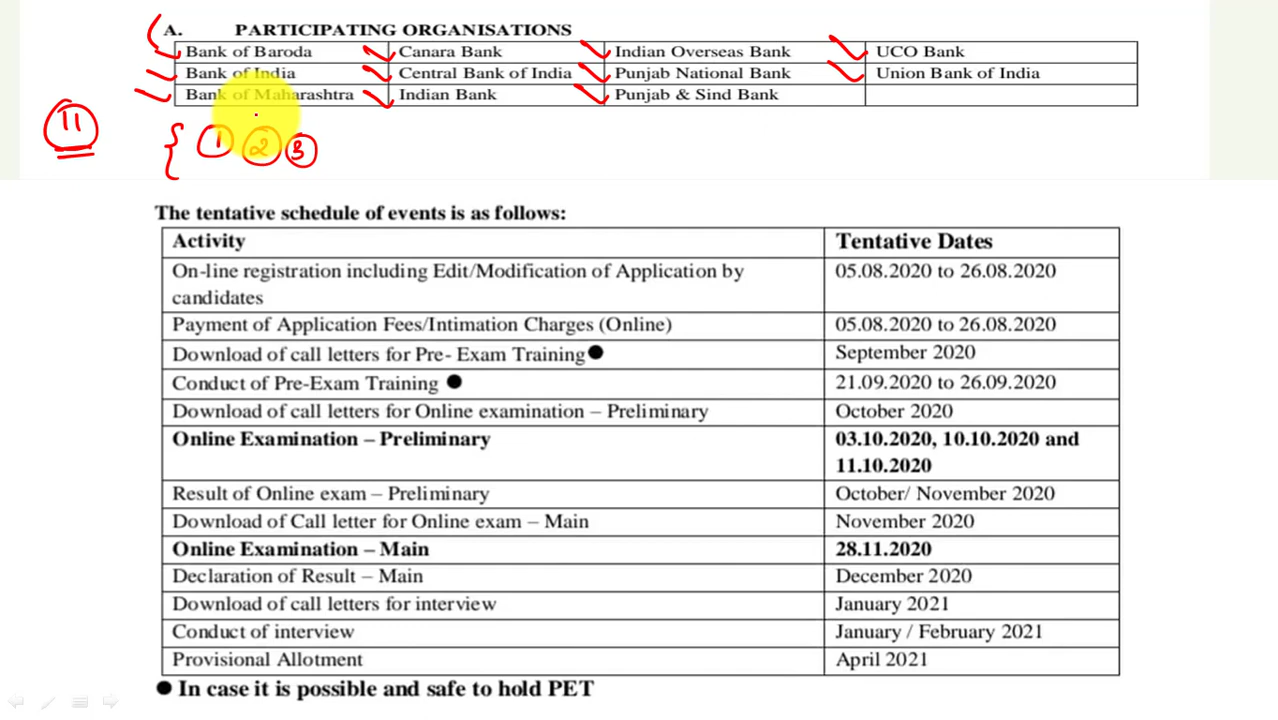 A. PARTICIPATING ORGANISATIONS
Bank of Baroda Canara Bank Indian Overseas Bank UCO Bank
Bank of India Central Bank of India Punjab National Bank Union Bank of India
Bank of Maharashtra Indian Bank Punjab & Sind Bank
11
{ 1 2 3
The tentative schedule of events is as follows:
Activity Tentative Dates
On-line registration including Edit/Modification of Application by 05.08.2020 to 26.08.2020
candidates
Payment of Application Fees/Intimation Charges (Online) 05.08.2020 to 26.08.2020
Download of call letters for Pre- Exam Training● September 2020
Conduct of Pre-Exam Training ● 21.09.2020 to 26.09.2020
Download of call letters for Online examination – Preliminary October 2020
Online Examination – Preliminary 03.10.2020, 10.10.2020 and
11.10.2020
Result of Online exam – Preliminary October/ November 2020
Download of Call letter for Online exam – Main November 2020
Online Examination – Main 28.11.2020
Declaration of Result – Main December 2020
Download of call letters for interview January 2021
Conduct of interview January / February 2021
Provisional Allotment April 2021
● In case it is possible and safe to hold PET